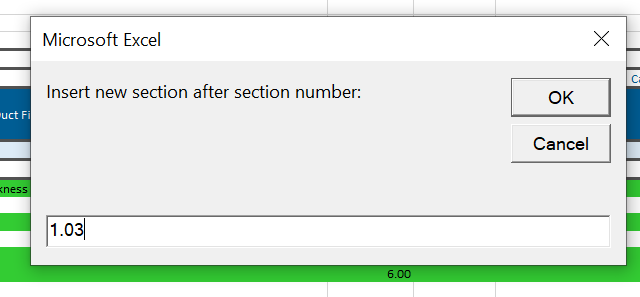 Microsoft Excel
Insert new section after section number:
OK
Cancel
1.03
6.00